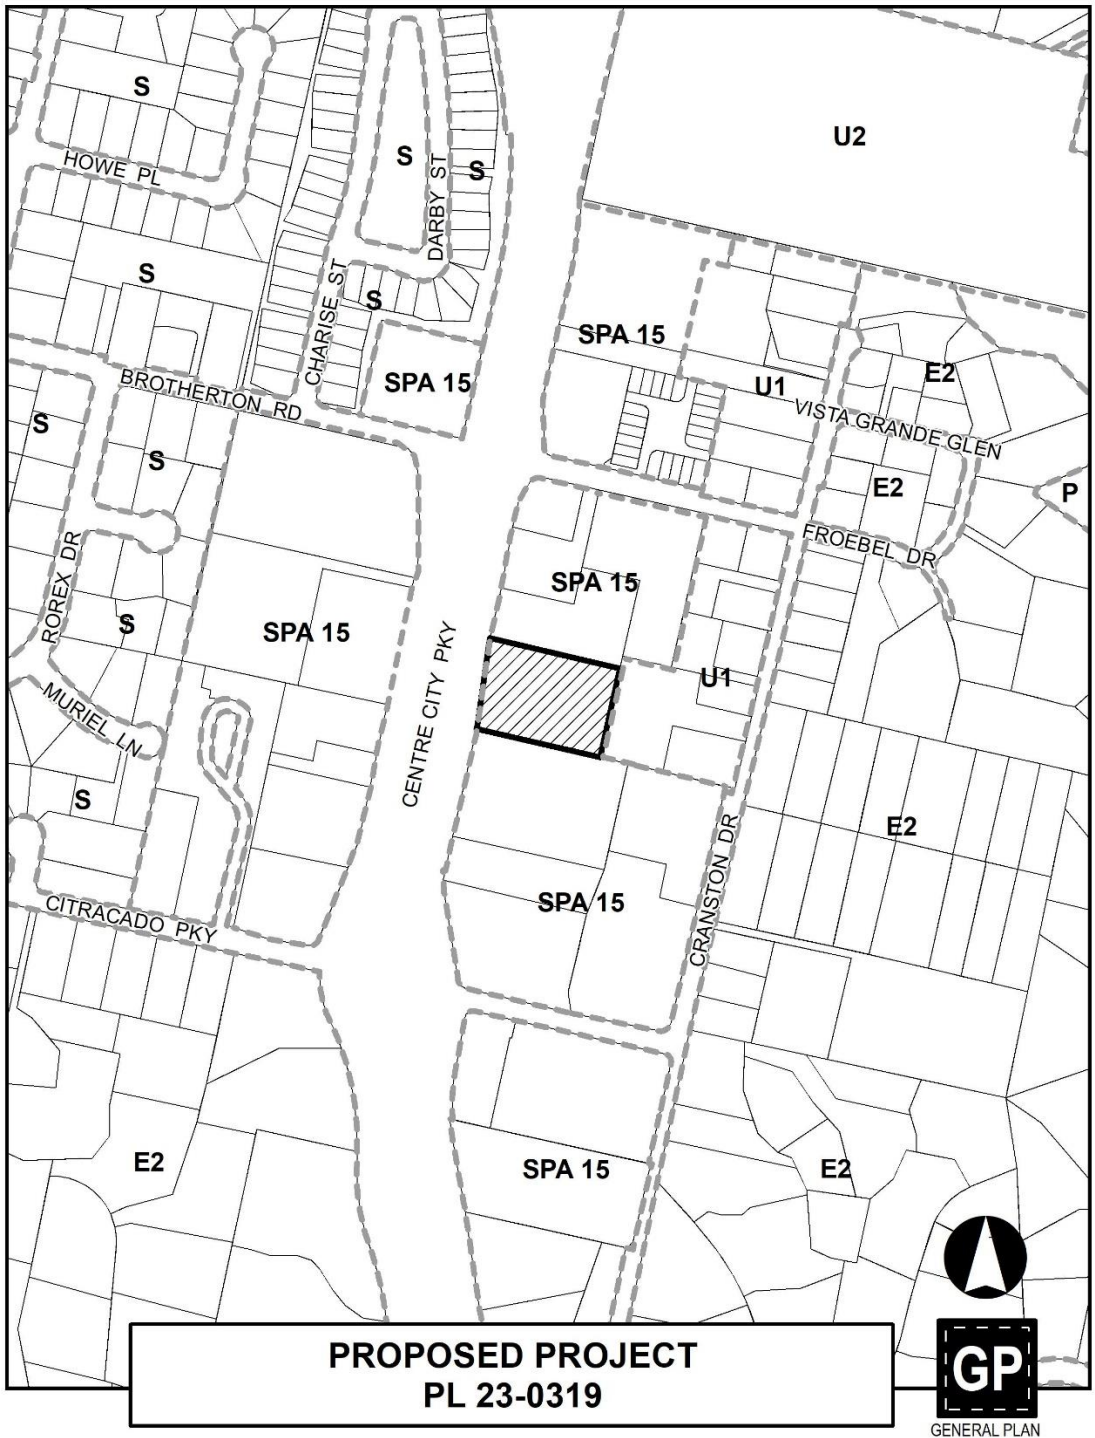 S
U2
S
DARBY ST
S
HOWE PL
S
CHARISE ST
S
SPA 15
SPA 15
E2
BROTHERTON RD
U1
VISTA GRANDE GLEN
S
S
E2
P
FROEBEL DR
ROREX DR
SPA 15
S
SPA 15
CENTRE CITY PKY
U1
MURIEL LN
S
E2
CRANSTON DR
SPA 15
CITRACADO PKY
E2
SPA 15
E2
PROPOSED PROJECT
PL 23-0319
GP
GENERAL PLAN